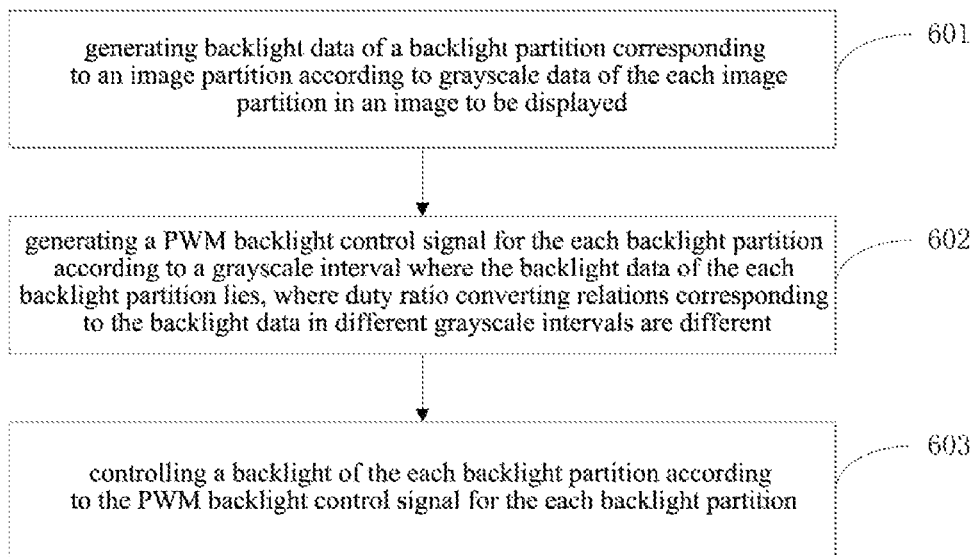 generating backlight data of a backlight partition corresponding
to an image partition according to grayscale data of the each image
partition in an image to be displayed
601
generating a PWM backlight control signal for the each backlight partition
according to a grayscale interval where the backlight data of the each
backlight partition lies, where duty ratio converting relations corresponding
to the backlight data in different grayscale intervals are different
602
controlling a backlight of the each backlight partition according
to the PWM backlight control signal for the each backlight partition
603